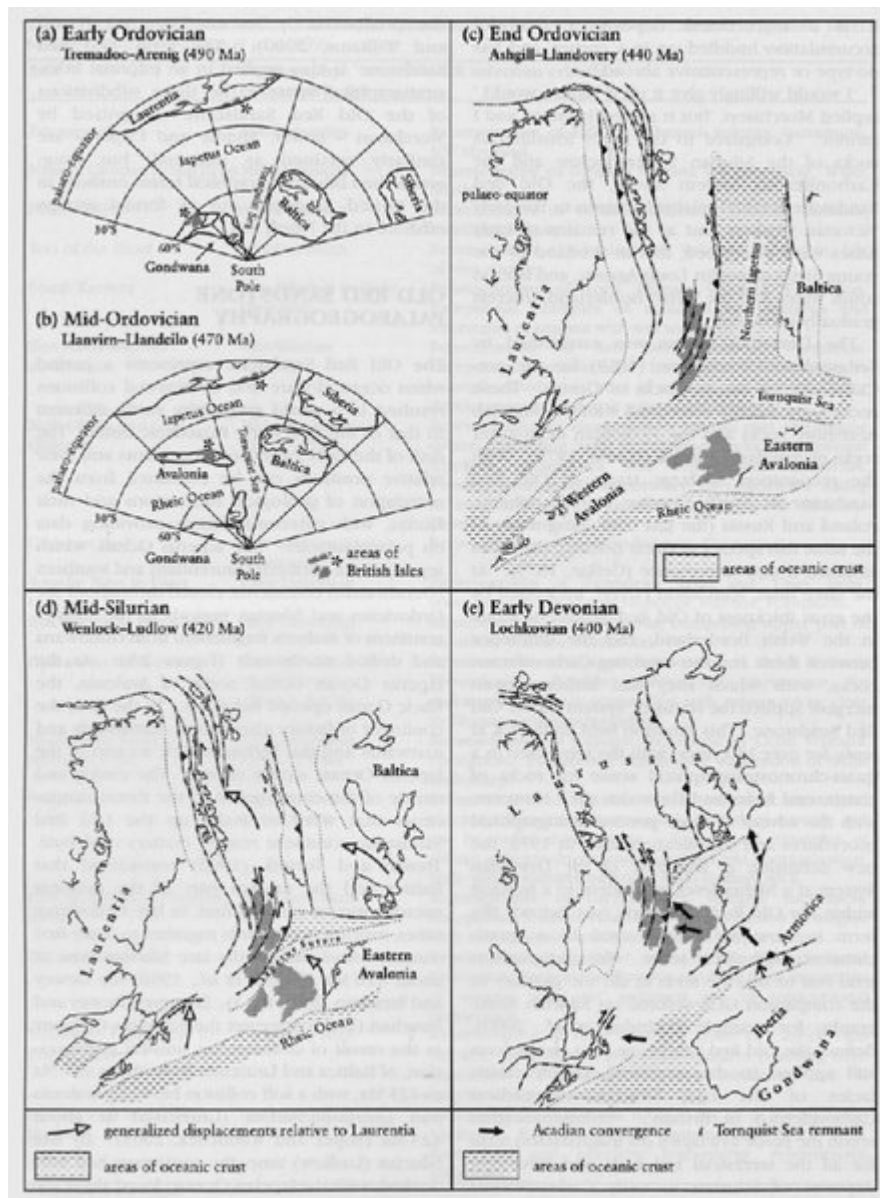 (a) Early Ordovician
Tremadoc–Arenig (490 Ma)
Laurentia
palaeo-equator
Iapetus Ocean
Baltica
Siberia
30°S
60°S
Gondwana
South
Pole
(b) Mid-Ordovician
Llanvirn–Llandeilo (470 Ma)
palaeo-equator
Iapetus Ocean
Siberia
Avalonia
Tornquist Sea
Baltica
Rheic Ocean
30°S
60°S
Gondwana
South
Pole
areas of
British Isles
(c) End Ordovician
Ashgill–Llandovery (440 Ma)
palaeo-equator
Laurentia
Northern Iapetus
Baltica
Tornquist Sea
Eastern
Avalonia
Western
Avalonia
Rheic Ocean
areas of oceanic crust
(d) Mid-Silurian
Wenlock–Ludlow (420 Ma)
Baltica
Laurentia
Iapetus Suture
Eastern
Avalonia
Rheic Ocean
generalized displacements relative to Laurentia
areas of oceanic crust
(e) Early Devonian
Lochkovian (400 Ma)
Armorica
Iberia
Gondwana
Acadian convergence
t Tornquist Sea remnant
areas of oceanic crust